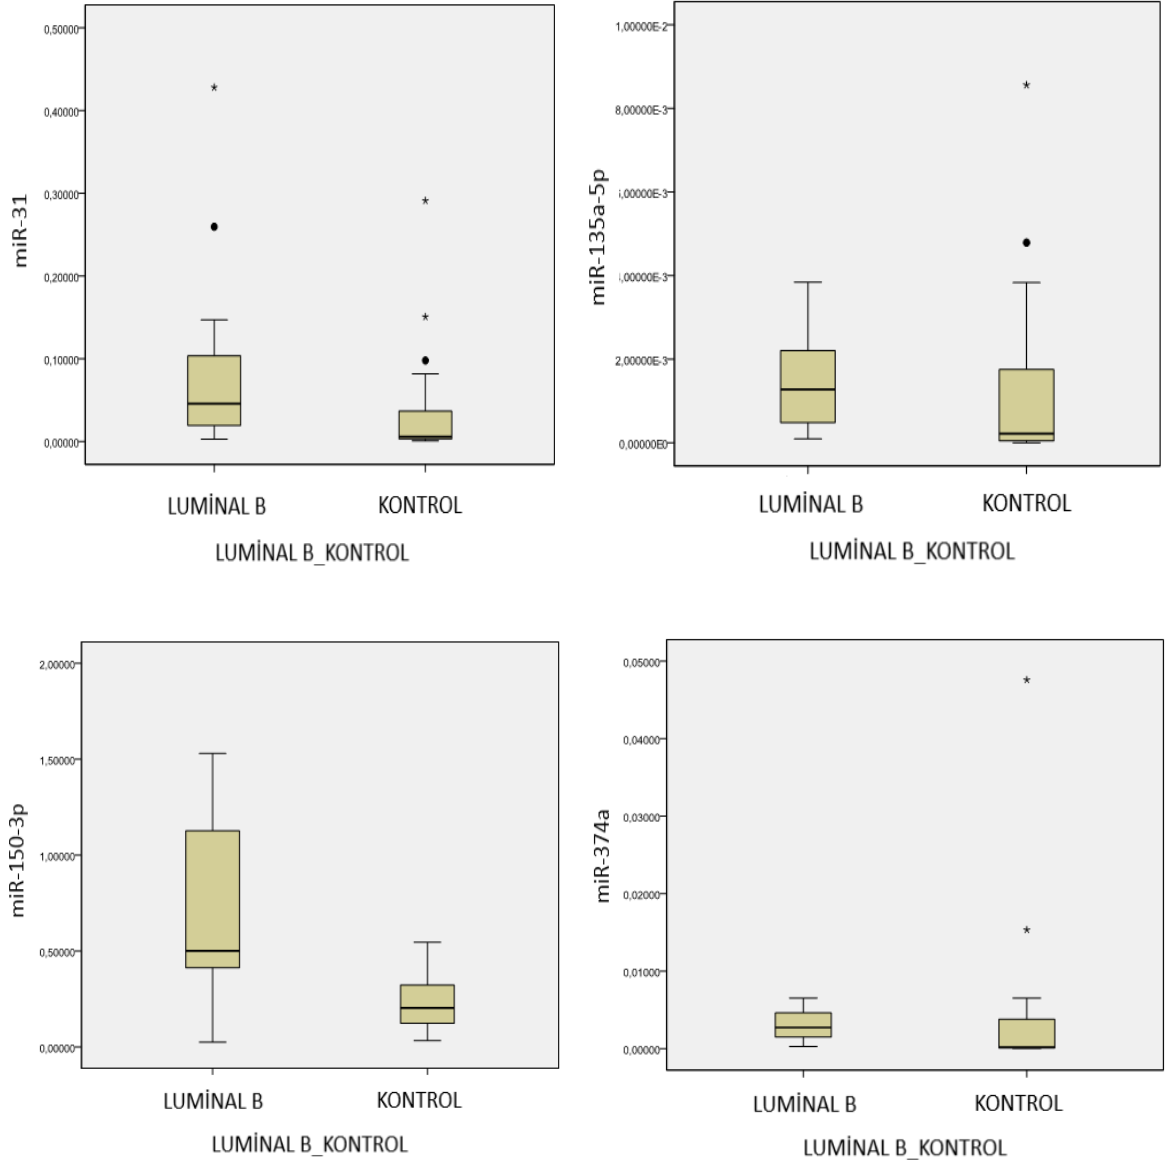 0,50000
0,40000
0,30000
0,20000
0,10000
0,00000
miR-31
LUMİNAL B KONTROL
LUMİNAL B_KONTROL
1,00000E-2
8,00000E-3
,00000E-3
,00000E-3
2,00000E-3
0,00000E0
miR-135a-5p
LUMİNAL B KONTROL
LUMİNAL B_KONTROL
2,00000
1,50000
1,00000
0,50000
0,00000
miR-150-3p
LUMİNAL B KONTROL
LUMİNAL B_KONTROL
0,05000
0,04000
0,03000
0,02000
0,01000
0,00000
miR-374a
LUMİNAL B KONTROL
LUMİNAL B_KONTROL